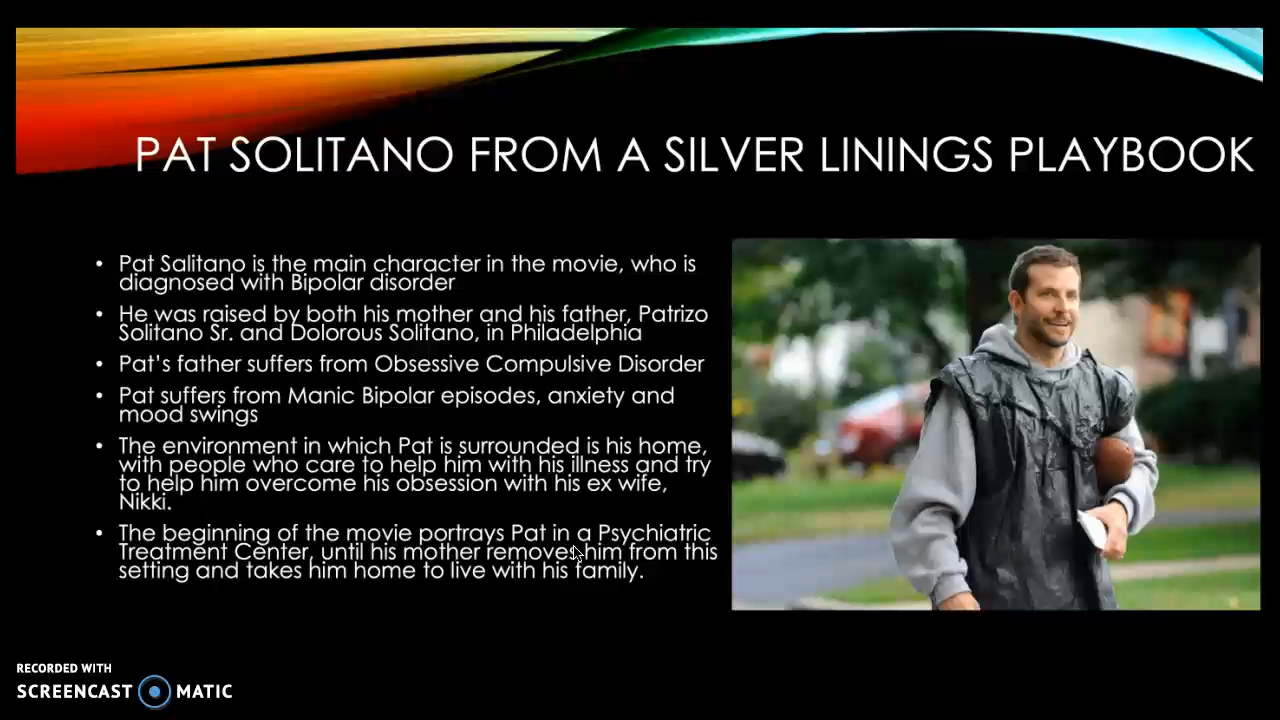 PAT SOLITANO FROM A SILVER LININGS PLAYBOOK
• Pat Salitano is the main character in the movie, who is
diagnosed with Bipolar disorder
• He was raised by both his mother and his father, Patrizo
Solitano Sr. and Dolorous Solitano, in Philadelphia
• Pat's father suffers from Obsessive Compulsive Disorder
• Pat suffers from Manic Bipolar episodes, anxiety and
mood swings
• The environment in which Pat is surrounded is his home,
with people who care to help him with his illness and try
to help him overcome his obsession with his ex wife,
Nikki.
• The beginning of the movie portrays Pat in a Psychiatric
Treatment Center, until his mother removes him from this
setting and takes him home to live with his family.
RECORDED WITH
SCREENCAST MATIC